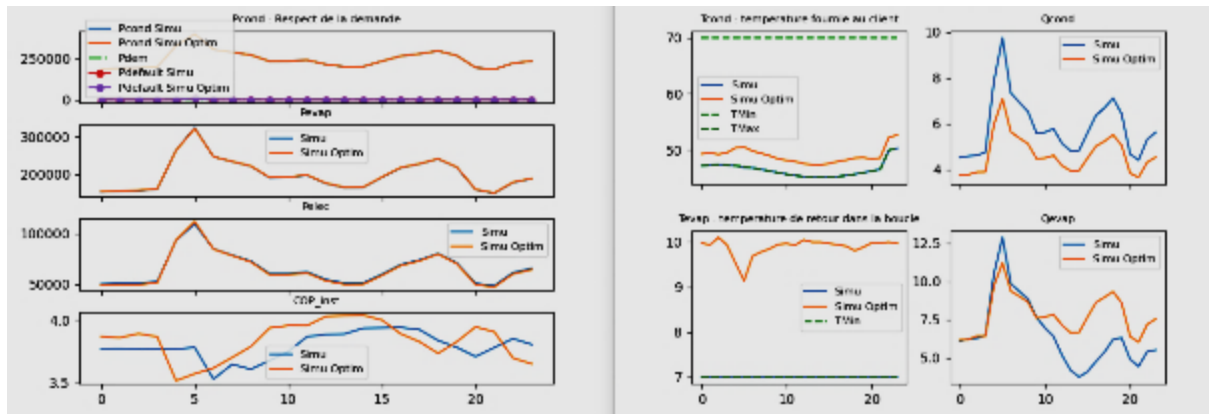 Pcond - Respect de la demande
Pcond Simu
Pcond Simu Optim
Pdem
Pdefault Simu
Pdefault Simu Optim
250000
0
Pevap
Simu
Simu Optim
300000
200000
Pelec
Simu
Simu Optim
100000
50000
COP_inst
Simu
Simu Optim
4.0
3.5
0 5 10 15 20
Tcond - temperature fournie au client
70
60
50
Simu
Simu Optim
TMin
TMax
Qcond
10
8
6
4
Simu
Simu Optim
Tevap - temperature de retour dans la boucle
10
9
8
7
Simu
Simu Optim
TMin
0 10 20
Qevap
12.5
10.0
7.5
5.0
Simu
Simu Optim
0 10 20